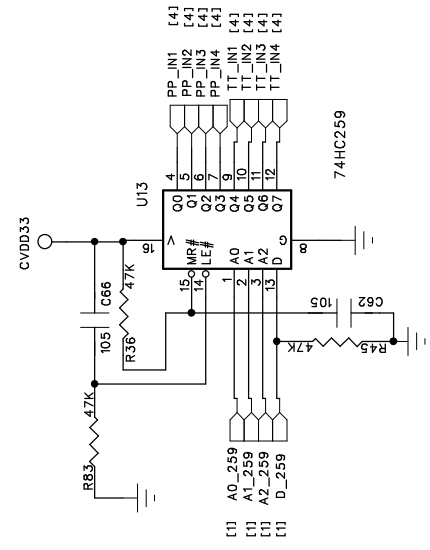 [4] [4] [4] [4] [4] [4] [4] [4]
PP_IN1
PP_IN2
PP_IN3
PP_IN4
TT_IN1
TT_IN2
TT_IN3
TT_IN4
4 5 6 7 9 10 11 12
U13
74HC259
Q0 Q1 Q2 Q3 Q4 Q5 Q6 Q7
CVDD33
16
V
G
8
MR#
LE#
A0
A1
A2
D
15
14
1
2
3
13
C66
105
47K
R36
47K
R83
105
C62
47K
R45
A0_259
A1_259
A2_259
D_259
[1] [1] [1] [1]